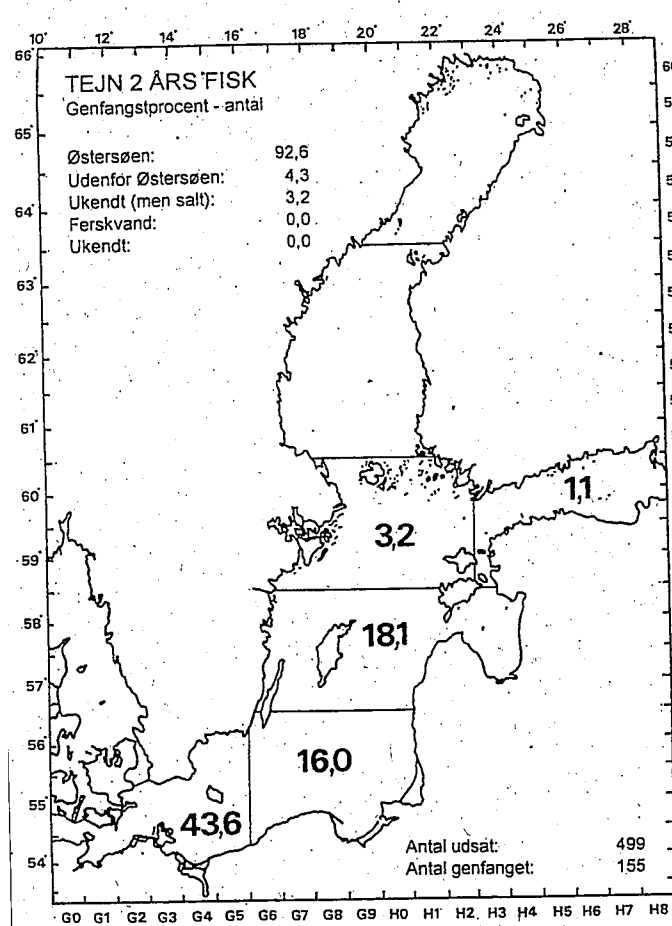 10° 12° 14° 16° 18° 20° 22° 24° 26° 28°
66°
TEJN 2 ÅRS FISK
Genfangstprocent - antal
65°
Østersøen: 92,6
Udenfor Østersøen: 4,3
Ukendt (men salt): 3,2
64°
Ferskvand: 0,0
Ukendt: 0,0
63°
62°
61°
60°
1,1
3,2
59°
58°
18,1
57°
56°
16,0
55°
43,6
Antal udsat: 499
Antal genfanget: 155
54°
G0 G1 G2 G3 G4 G5 G6 G7 G8 G9 H0 H1 H2 H3 H4 H5 H6 H7 H8